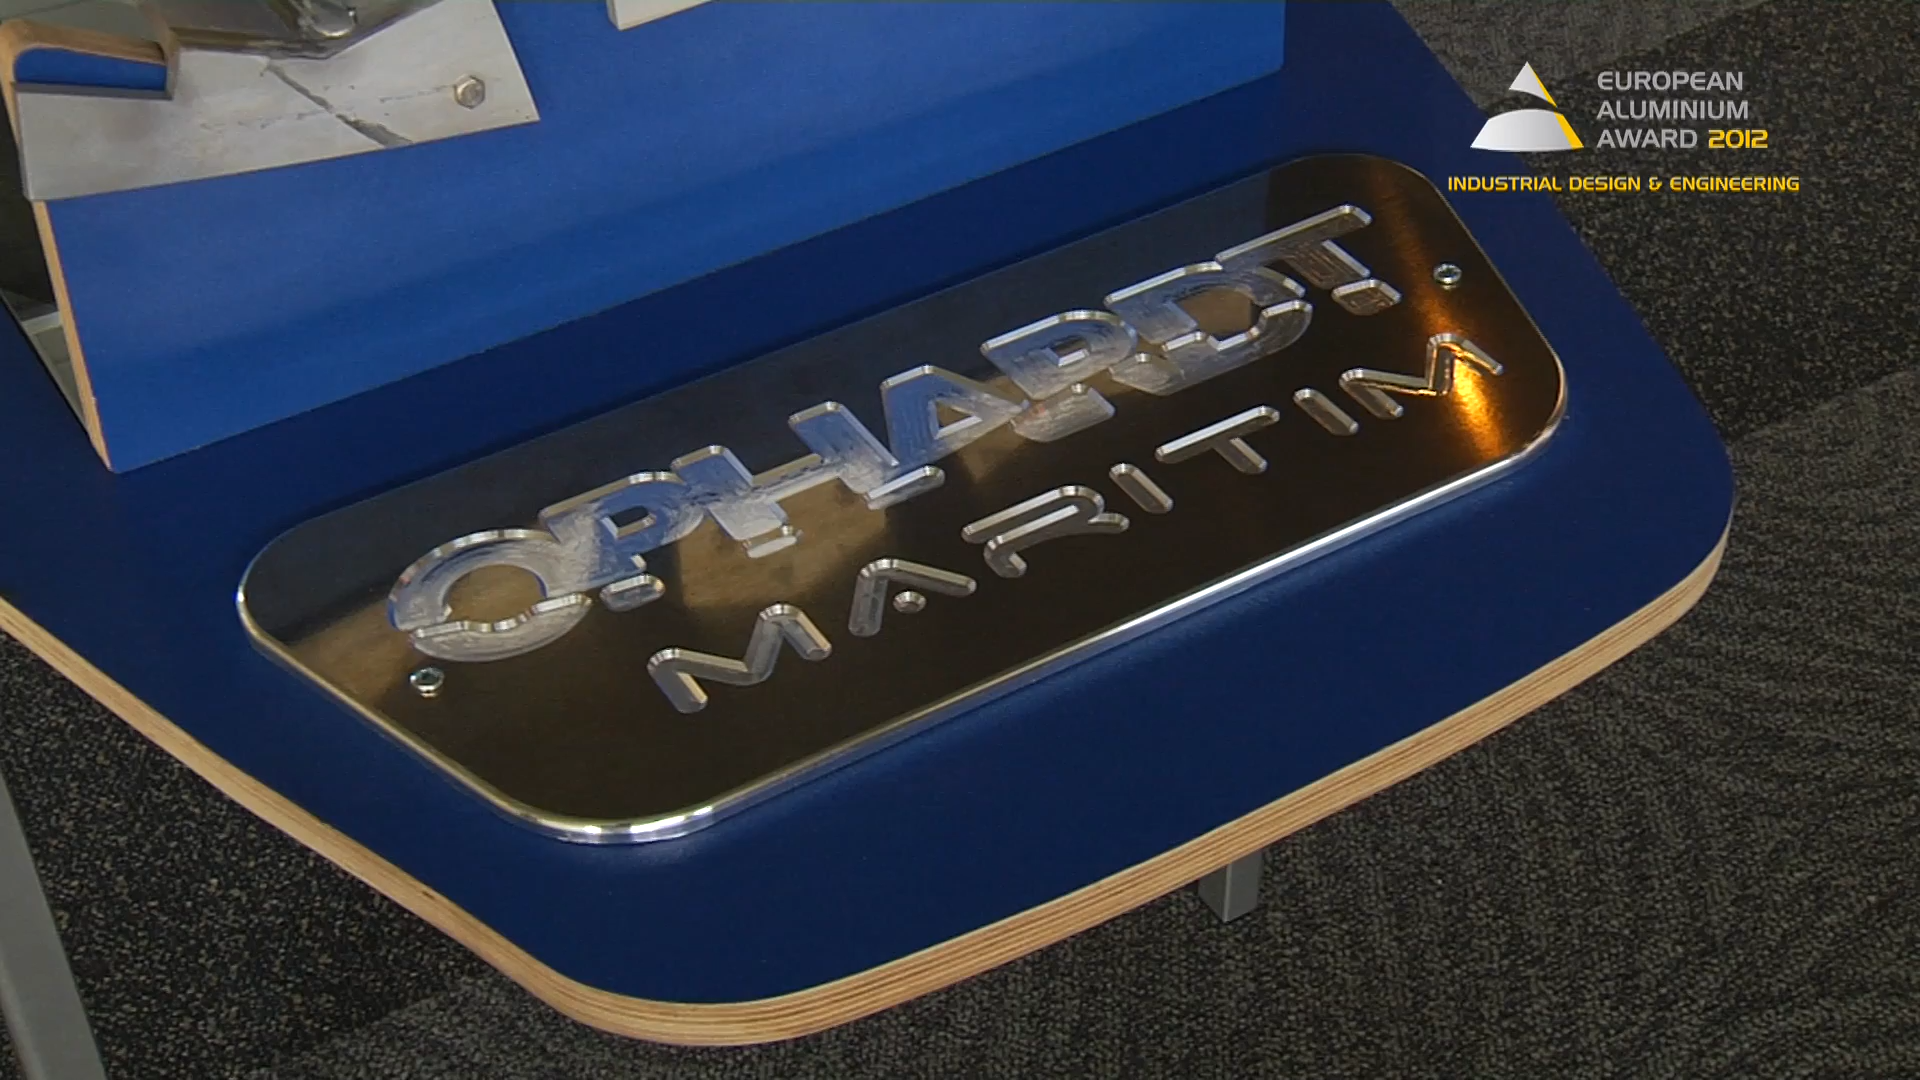 EUROPEAN
ALUMINIUM
AWARD 2012
INDUSTRIAL DESIGN & ENGINEERING
OPHARDT
MARITIM